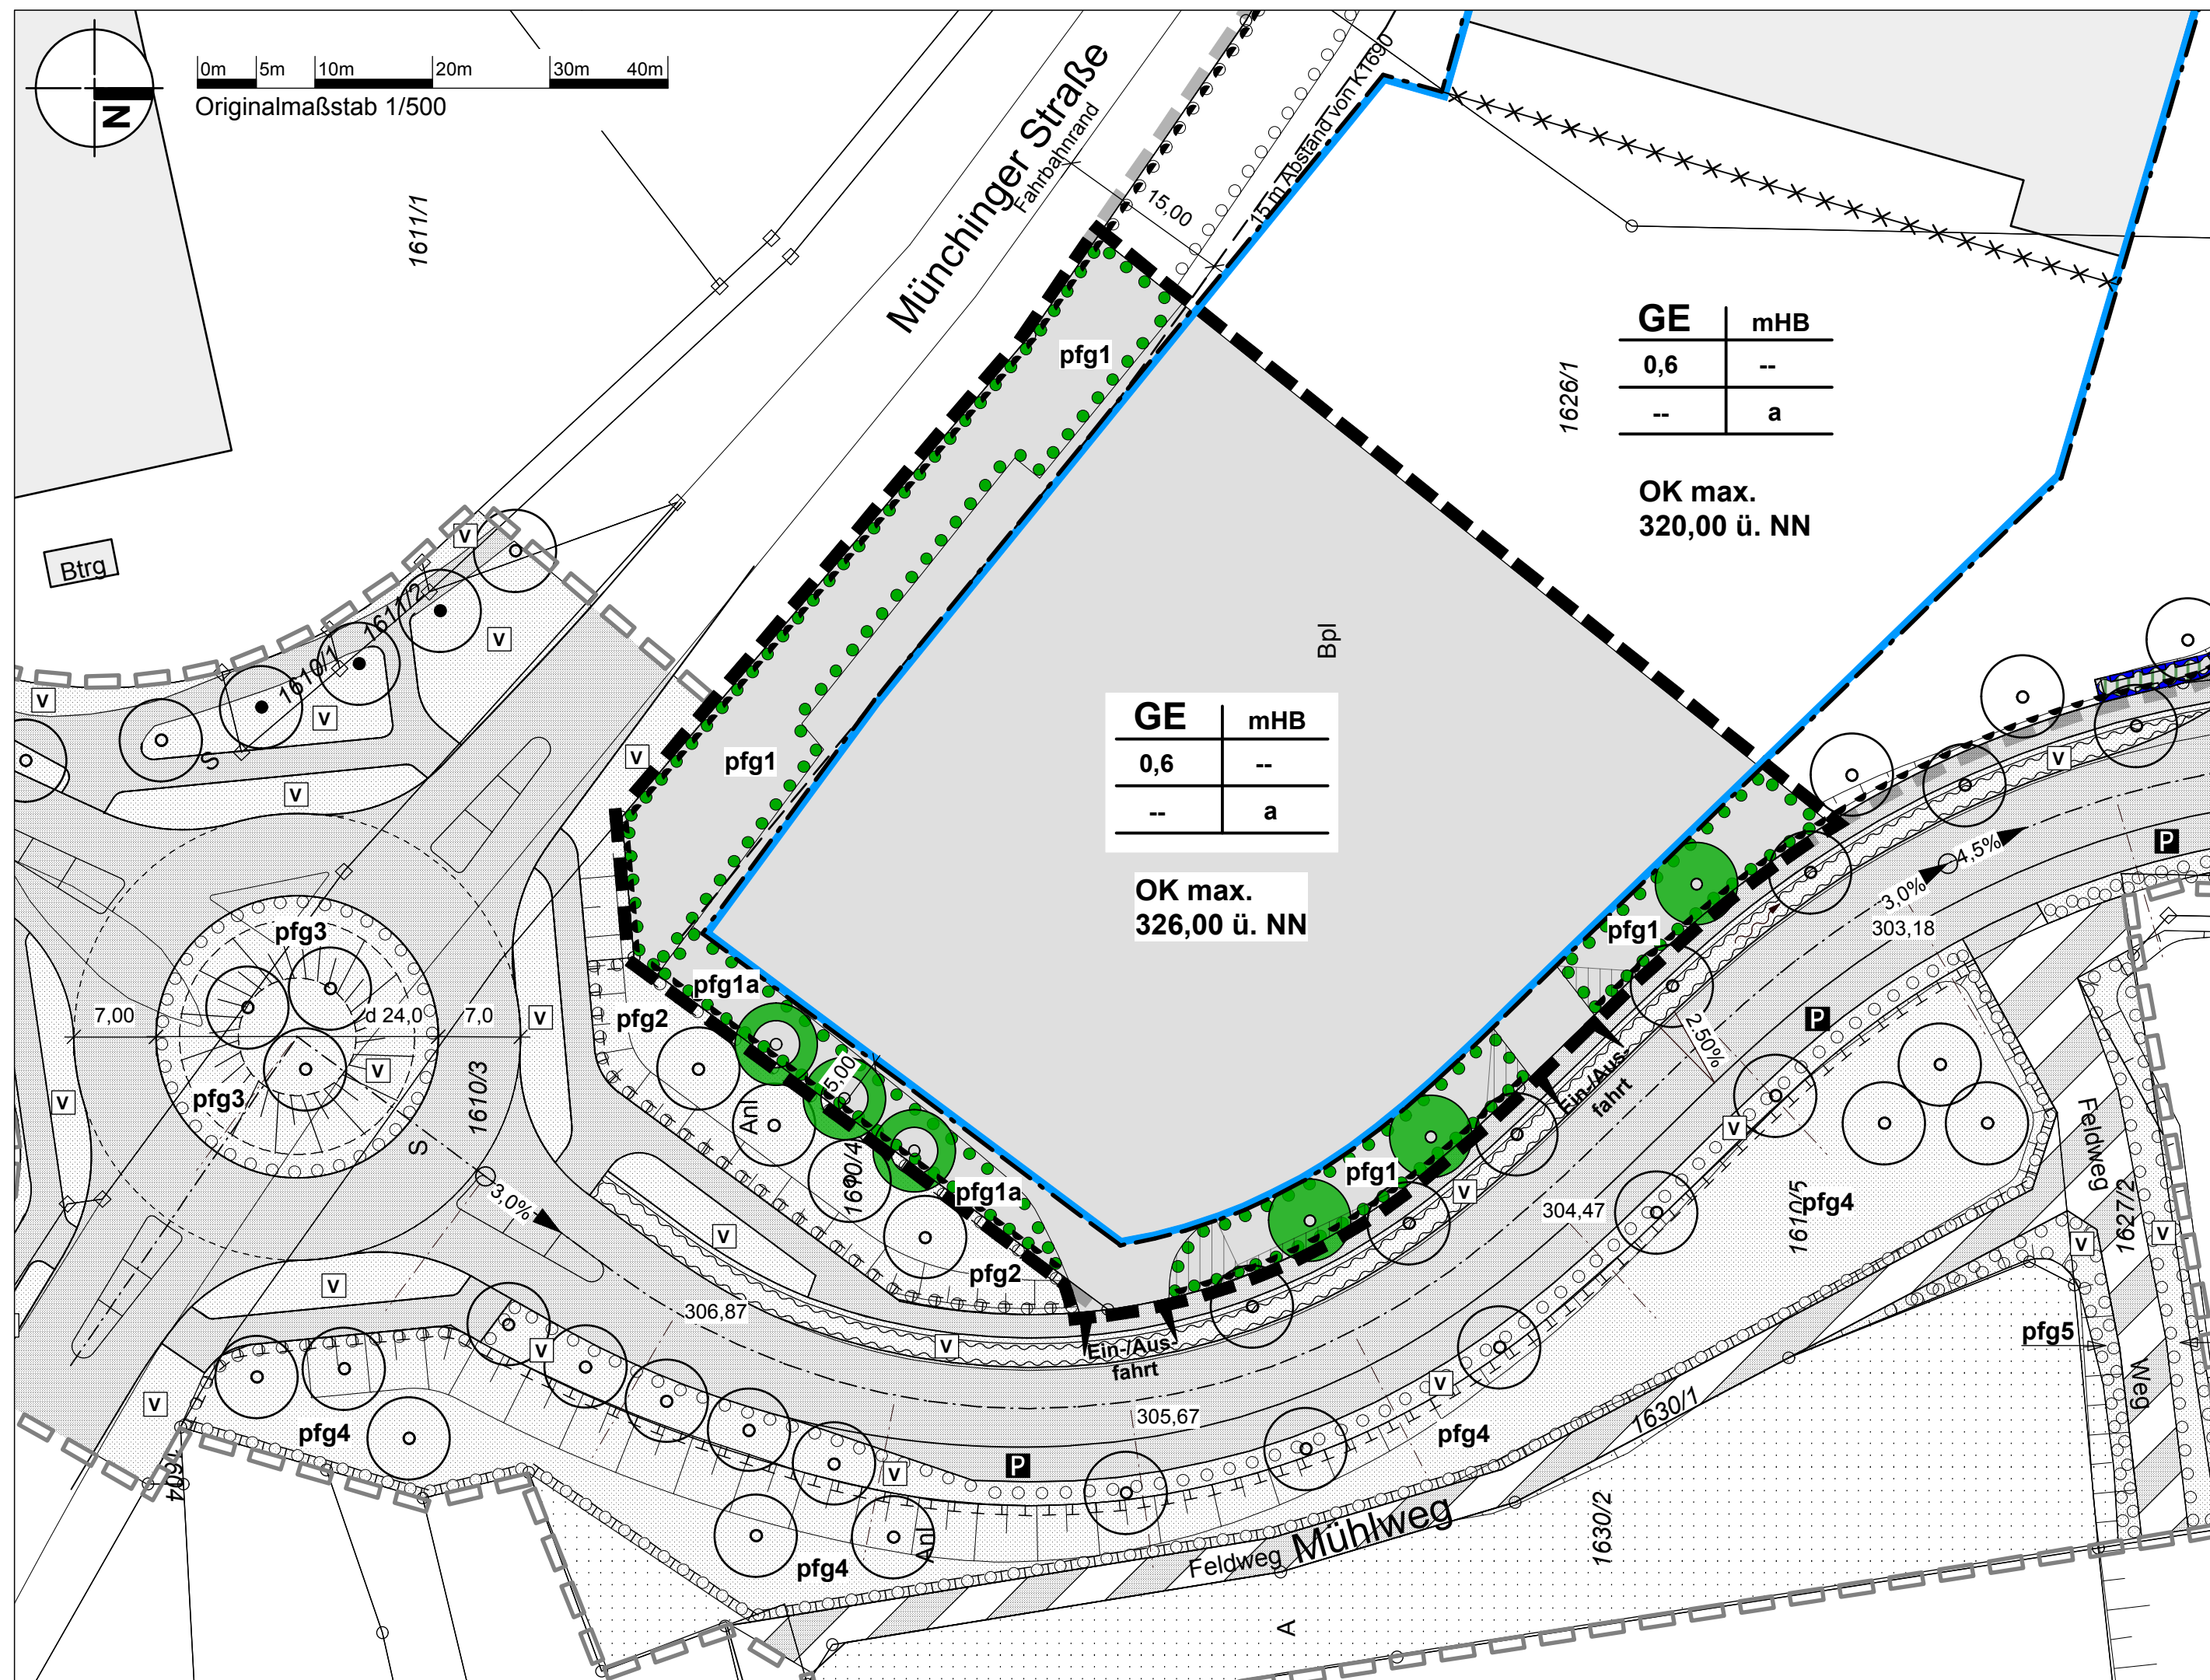 N
0m 5m 10m 20m 30m 40m
Originalmaßstab 1/500
1611/1
Münchinger Straße
Fahrbahnrand
15,00
15 m Abstand von K1690
1626/1
GE mHB
0,6 --
-- a
OK max.
320,00 ü. NN
pfg1
Btrg
V
V
1611/2
1610/1
V
V
V
V
S
V
pfg1
Bpl
GE mHB
0,6 --
-- a
OK max.
326,00 ü. NN
V
P
4,5%
3,0%
303,18
pfg1
pfg3
pfg1a
pfg2
7,00
d 24,0
7,0
V
V
V
pfg3
1610/3
S
5,00
Anl
1610/4
pfg1a
pfg2
3,0%
V
V
306,87
Ein-/Aus-
fahrt
2,50%
P
V
pfg1
V
304,47
1610/5
pfg4
Feldweg
1627/2
V
V
pfg5
Weg
V
Ein-/Aus-
fahrt
V
V
pfg4
1604
305,67
P
V
V
pfg4
1630/1
Anl
pfg4
Feldweg
Mühlweg
1630/2
A